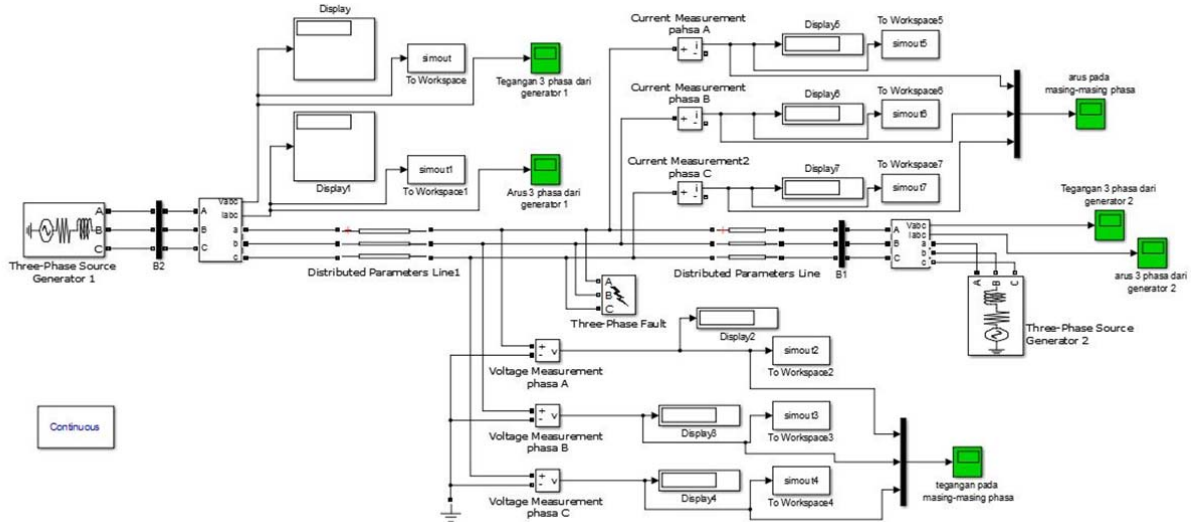 Display
Current Measurement
pahsa A
Display5
To Workspace5
simout5
simout
To Workspace
Tegangan 3 phasa dari
generator 1
Current Measurement
phasa B
Display6
To Workspace6
simout6
arus pada
masing-masing phasa
Display1
simout1
To Workspace1
Arus 3 phasa dari
generator 1
Current Measurement2
phasa C
Display7
To Workspace7
simout7
Tegangan 3 phasa dari
generator 2
A
B
C
Three-Phase Source
Generator 1
B2
A
B
C
Vabc
Iabc
a
b
c
Distributed Parameters Line1
Distributed Parameters Line
B1
A
B
C
Vabc
Iabc
a
b
c
arus 3 phasa dari
generator 2
A
B
C
Three-Phase Fault
A B C
Three-Phase Source
Generator 2
Display2
+
-
v
Voltage Measurement
phasa A
simout2
To Workspace2
Continuous
+
-
v
Voltage Measurement
phasa B
Display3
simout3
To Workspace3
+
-
v
Voltage Measurement
phasa C
Display4
simout4
To Workspace4
tegangan pada
masing-masing phasa
+
i
-
+
i
-
+
i
-